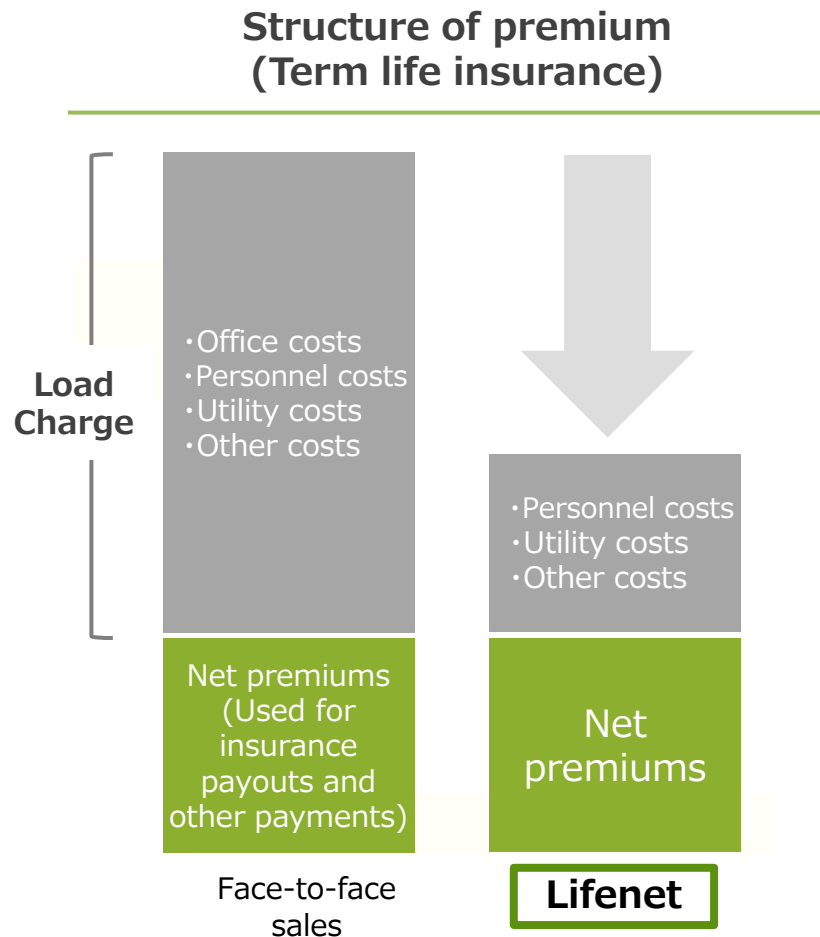 Structure of premium
(Term life insurance)
Load
Charge
・Office costs
・Personnel costs
・Utility costs
・Other costs
・Personnel costs
・Utility costs
・Other costs
Net premiums
(Used for
insurance
payouts and
other payments)
Net
premiums
Face-to-face
sales
Lifenet